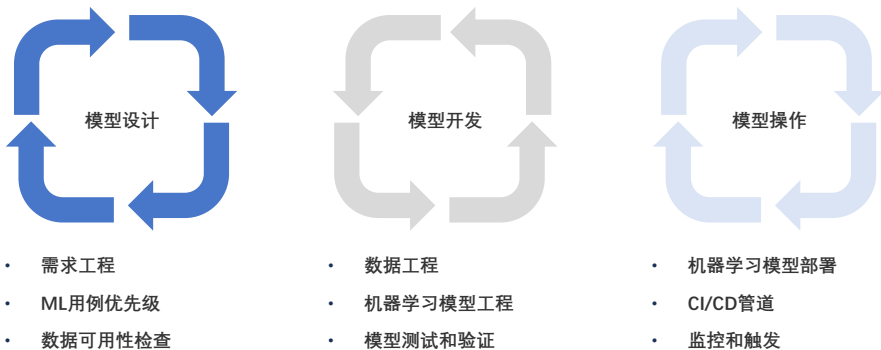 模型设计
模型开发
模型操作
• 需求工程
• ML用例优先级
• 数据可用性检查
• 数据工程
• 机器学习模型工程
• 模型测试和验证
• 机器学习模型部署
• CI/CD管道
• 监控和触发